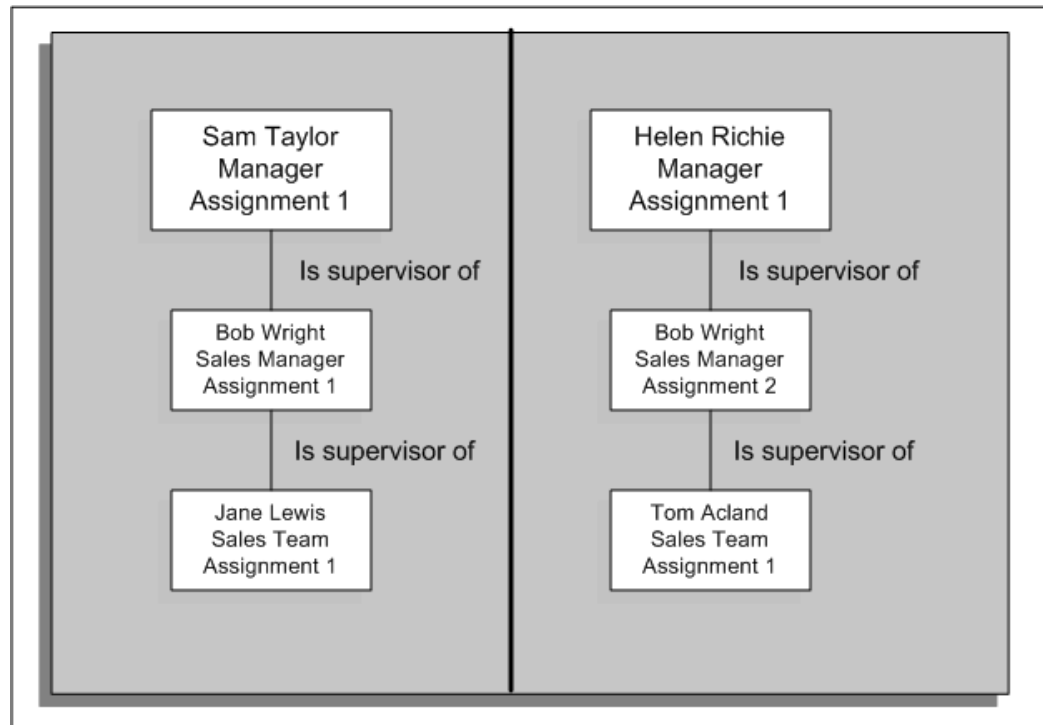 Sam Taylor
Manager
Assignment 1
Is supervisor of
Bob Wright
Sales Manager
Assignment 1
Is supervisor of
Jane Lewis
Sales Team
Assignment 1
Helen Richie
Manager
Assignment 1
Is supervisor of
Bob Wright
Sales Manager
Assignment 2
Is supervisor of
Tom Acland
Sales Team
Assignment 1